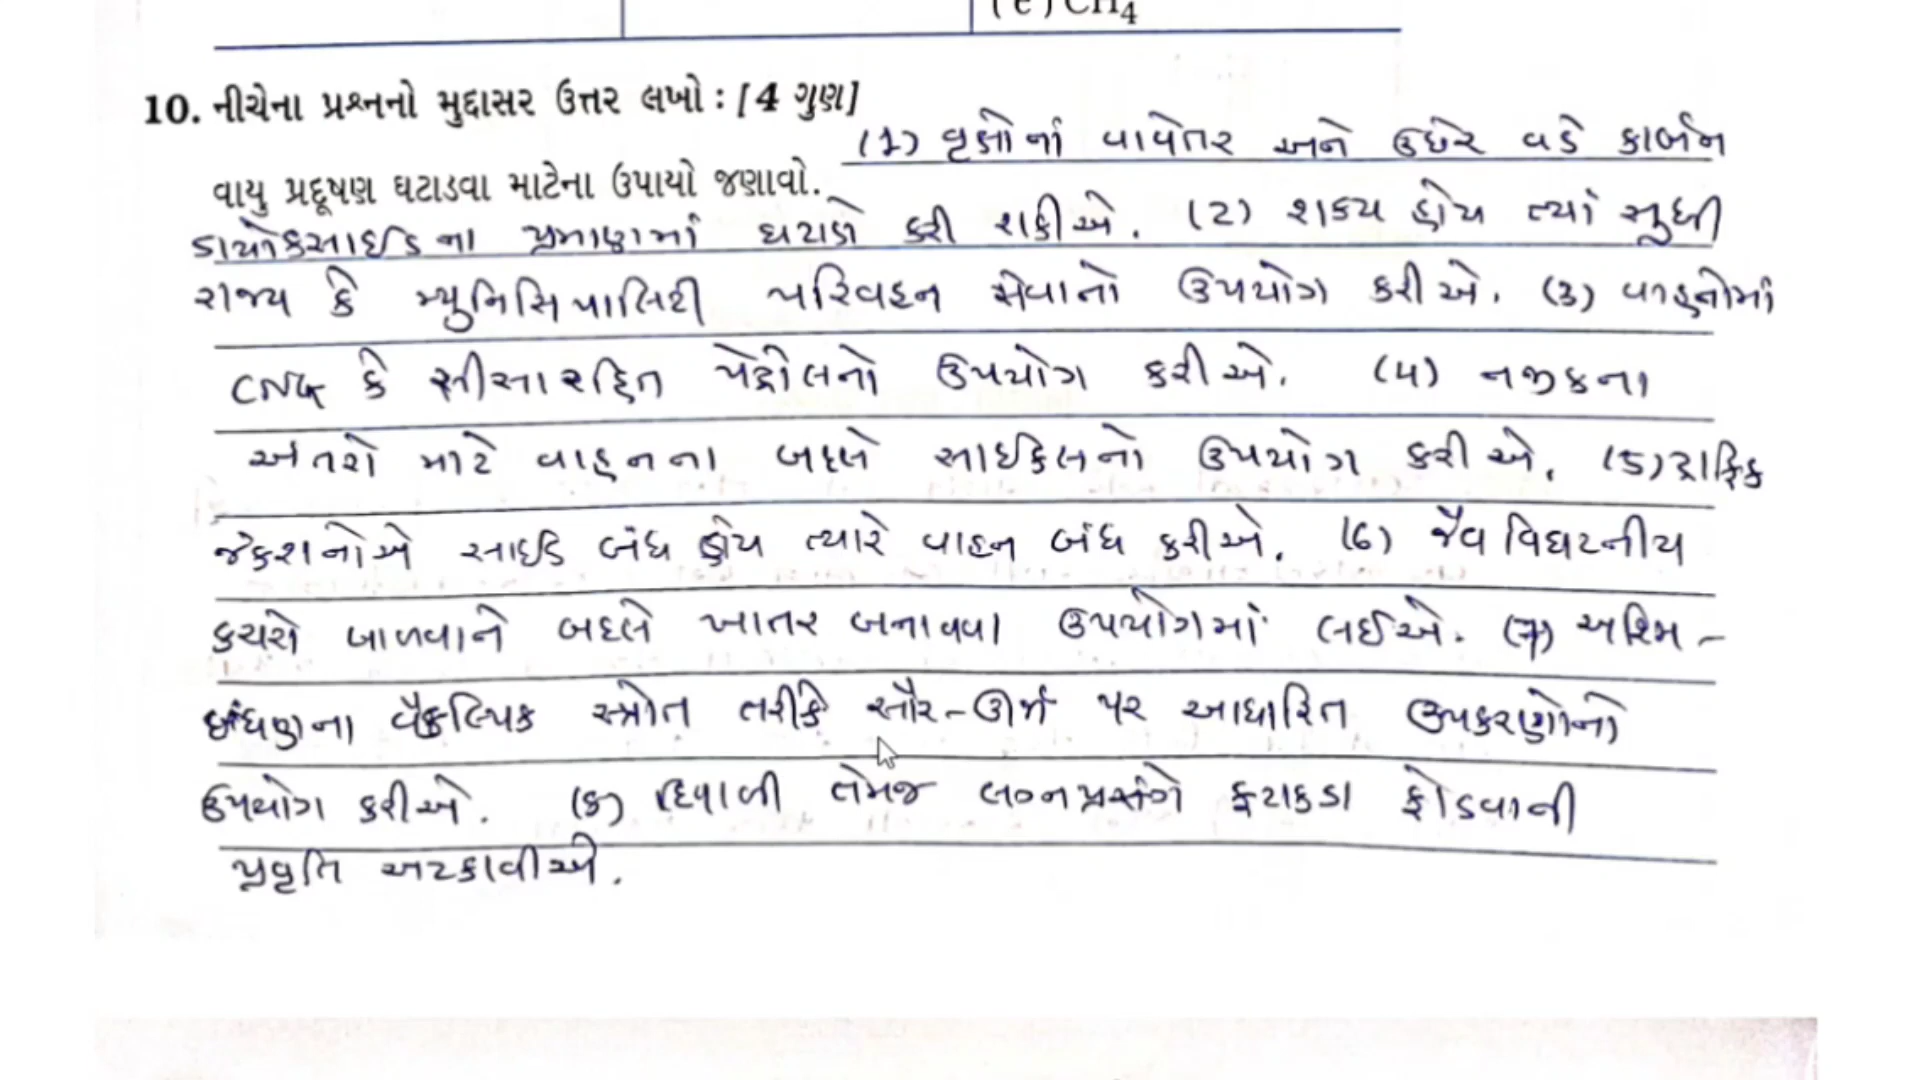 (e) CH4
10. નીચેના પ્રશ્નનો મુદ્દાસર ઉત્તર લખો : [4 ગુણ]
વાયુ પ્રદૂષણ ઘટાડવા માટેના ઉપાયો જણાવો.
(1) વૃક્ષોનાં વાવેતર અને ઉછેર વડે કાર્બન
ડાયોક્સાઈડના પ્રમાણમાં ઘટાડો કરી શકીએ. (2) શક્ય હોય ત્યાં સુધી
રાજ્ય કે મ્યુનિસિપાલિટી પરિવહન સેવાનો ઉપયોગ કરીએ. (3) વાહનોમાં
CNG કે સીસારહિત પેટ્રોલનો ઉપયોગ કરીએ. (4) નજીકના
અંતરો માટે વાહનના બદલે સાઈકલનો ઉપયોગ કરીએ. (5) ટ્રાફિક
જંકશનોએ સાઈડ બંધ હોય ત્યારે વાહન બંધ કરીએ. (6) જૈવ વિઘટનીય
કચરો બાળવાને બદલે ખાતર બનાવવા ઉપયોગમાં લઈએ. (7) અશ્મિ -
ઇંધણના વૈકલ્પિક સ્ત્રોત તરીકે સૌર-ઊર્જા પર આધારિત ઉપકરણોનો
ઉપયોગ કરીએ. (8) દિવાળી તેમજ લગ્નપ્રસંગે ફટાકડા ફોડવાની
પ્રવૃતિ અટકાવીએ.